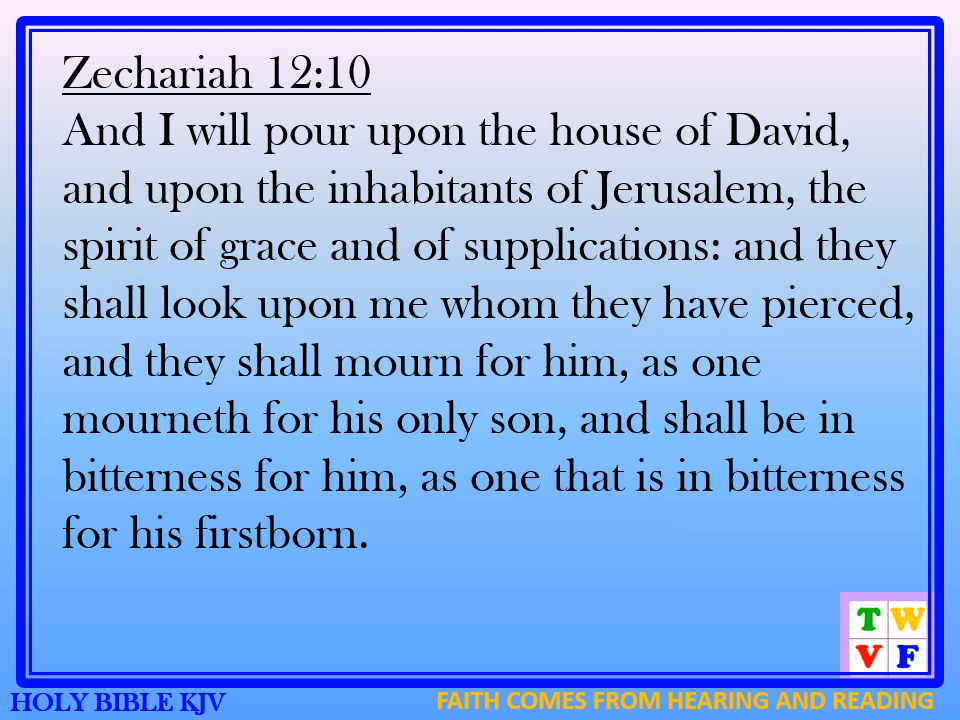 Zechariah 12:10
And I will pour upon the house of David,
and upon the inhabitants of Jerusalem, the
spirit of grace and of supplications: and they
shall look upon me whom they have pierced,
and they shall mourn for him, as one
mourneth for his only son, and shall be in
bitterness for him, as one that is in bitterness
for his firstborn.
T W
V F
HOLY BIBLE KJV
FAITH COMES FROM HEARING AND READING